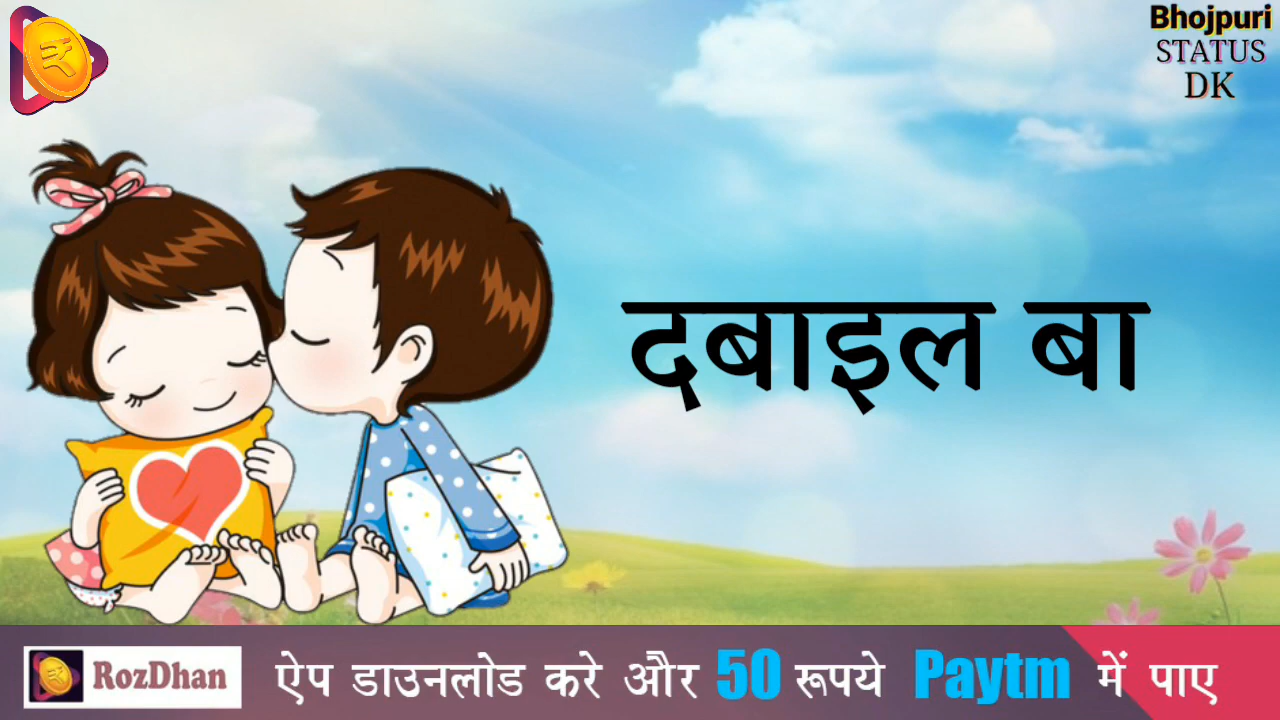 Bhojpuri
STATUS
DK
दबाइल बा
RozDhan ऐप डाउनलोड करे और 50 रूपये Paytm में पाए